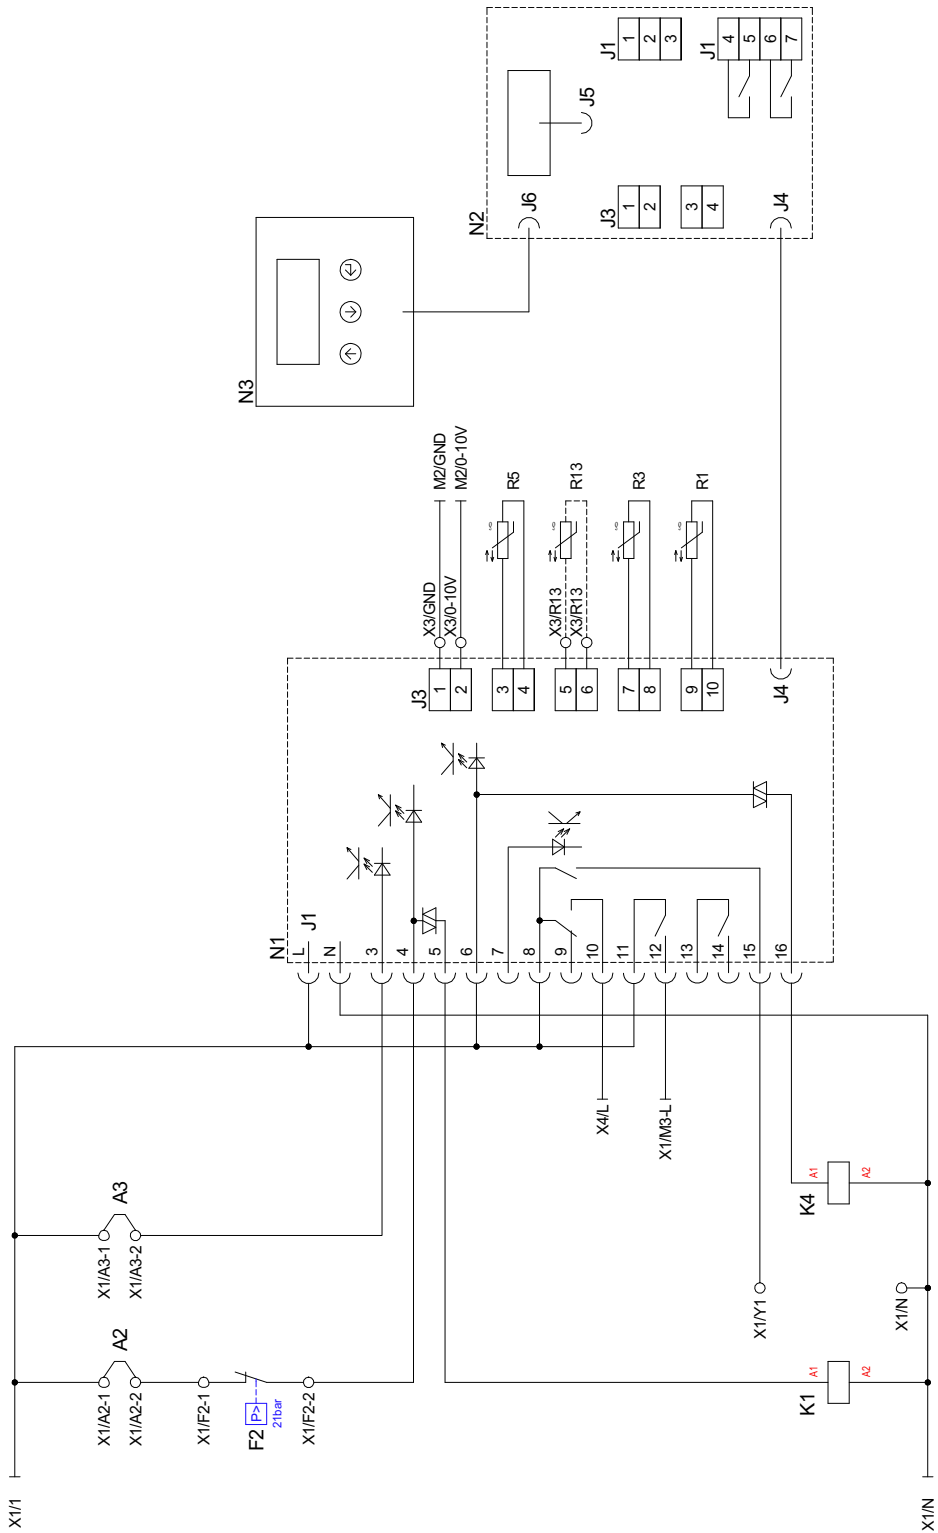 X1/1
X1/A2-1
X1/A2-2
A2
X1/F2-1
F2
P>
21bar
X1/F2-2
X1/A3-1
X1/A3-2
A3
K1
A1
A2
X1/N
X1/Y1
X1/N
K4
A1
A2
X4/L
X1/M3-L
N1
J1
L
N
3
4
5
6
7
8
9
10
11
12
13
14
15
16
J3
1
2
3
4
5
6
7
8
9
10
J4
X3/GND
X3/0-10V
M2/GND
M2/0-10V
X3/R13
X3/R13
R5
R13
R3
R1
N3
N2
J6
J5
J3
1
2
3
4
J4
J1
1
2
3
J1
4
5
6
7